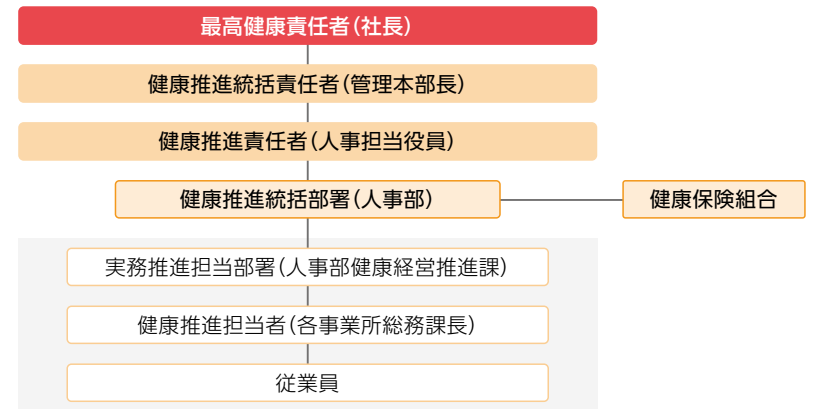 最高健康責任者(社長)
健康推進統括責任者(管理本部長)
健康推進責任者(人事担当役員)
健康推進統括部署(人事部)
健康保険組合
実務推進担当部署(人事部健康経営推進課)
健康推進担当者(各事業所総務課長)
従業員